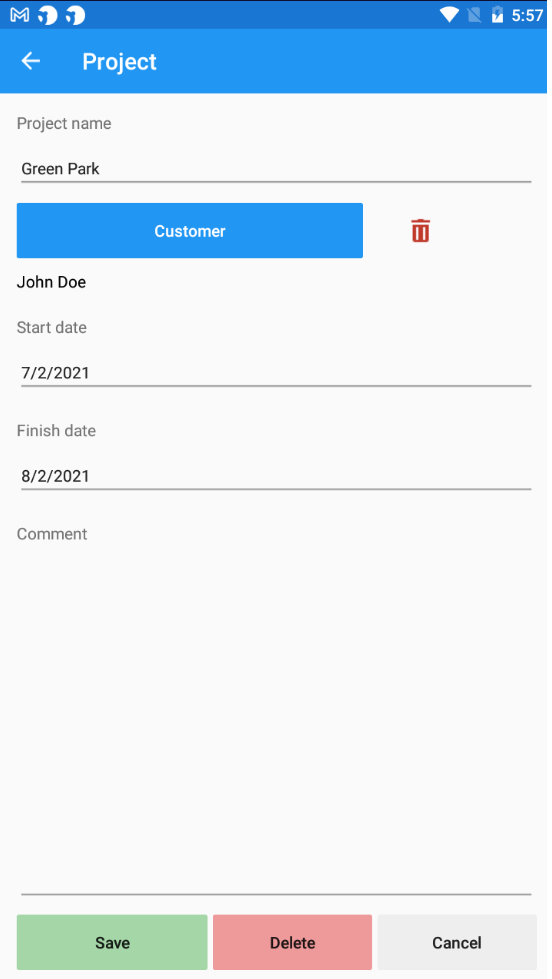 5:57
Project
Project name
Green Park
Customer
John Doe
Start date
7/2/2021
Finish date
8/2/2021
Comment
Save Delete Cancel